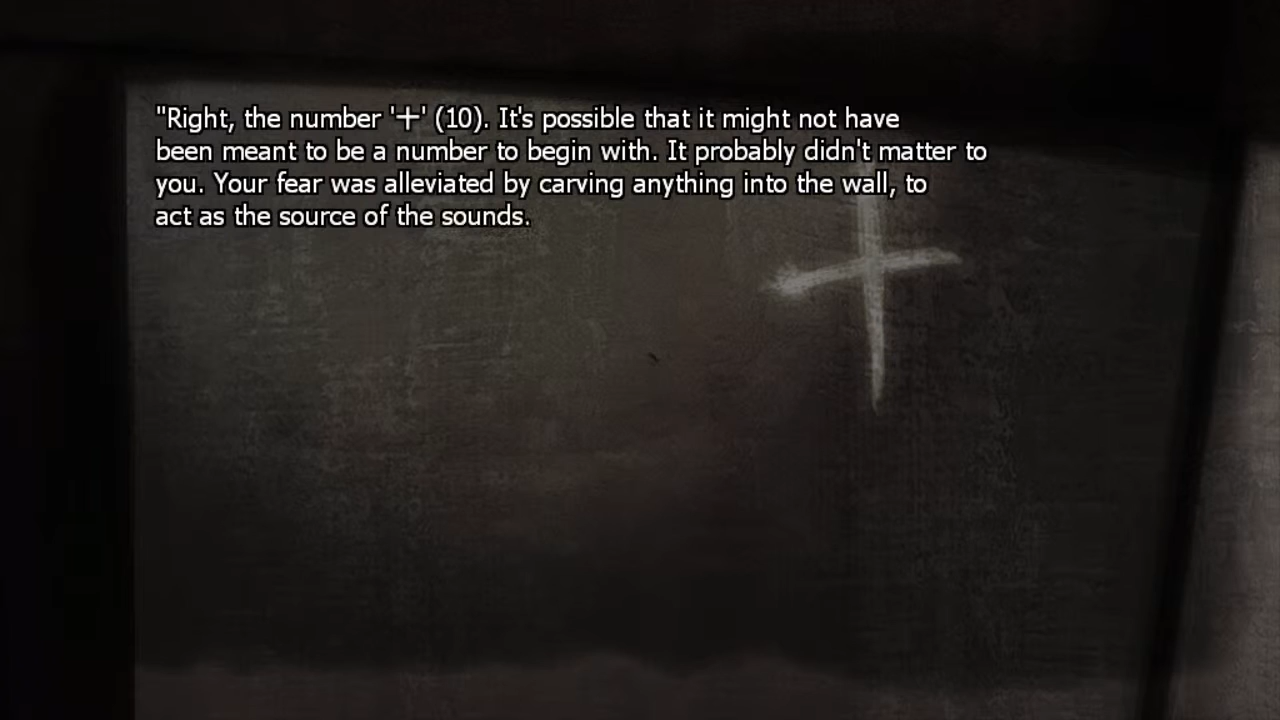 "Right, the number '十' (10). It's possible that it might not have
been meant to be a number to begin with. It probably didn't matter to
you. Your fear was alleviated by carving anything into the wall, to
act as the source of the sounds.
十